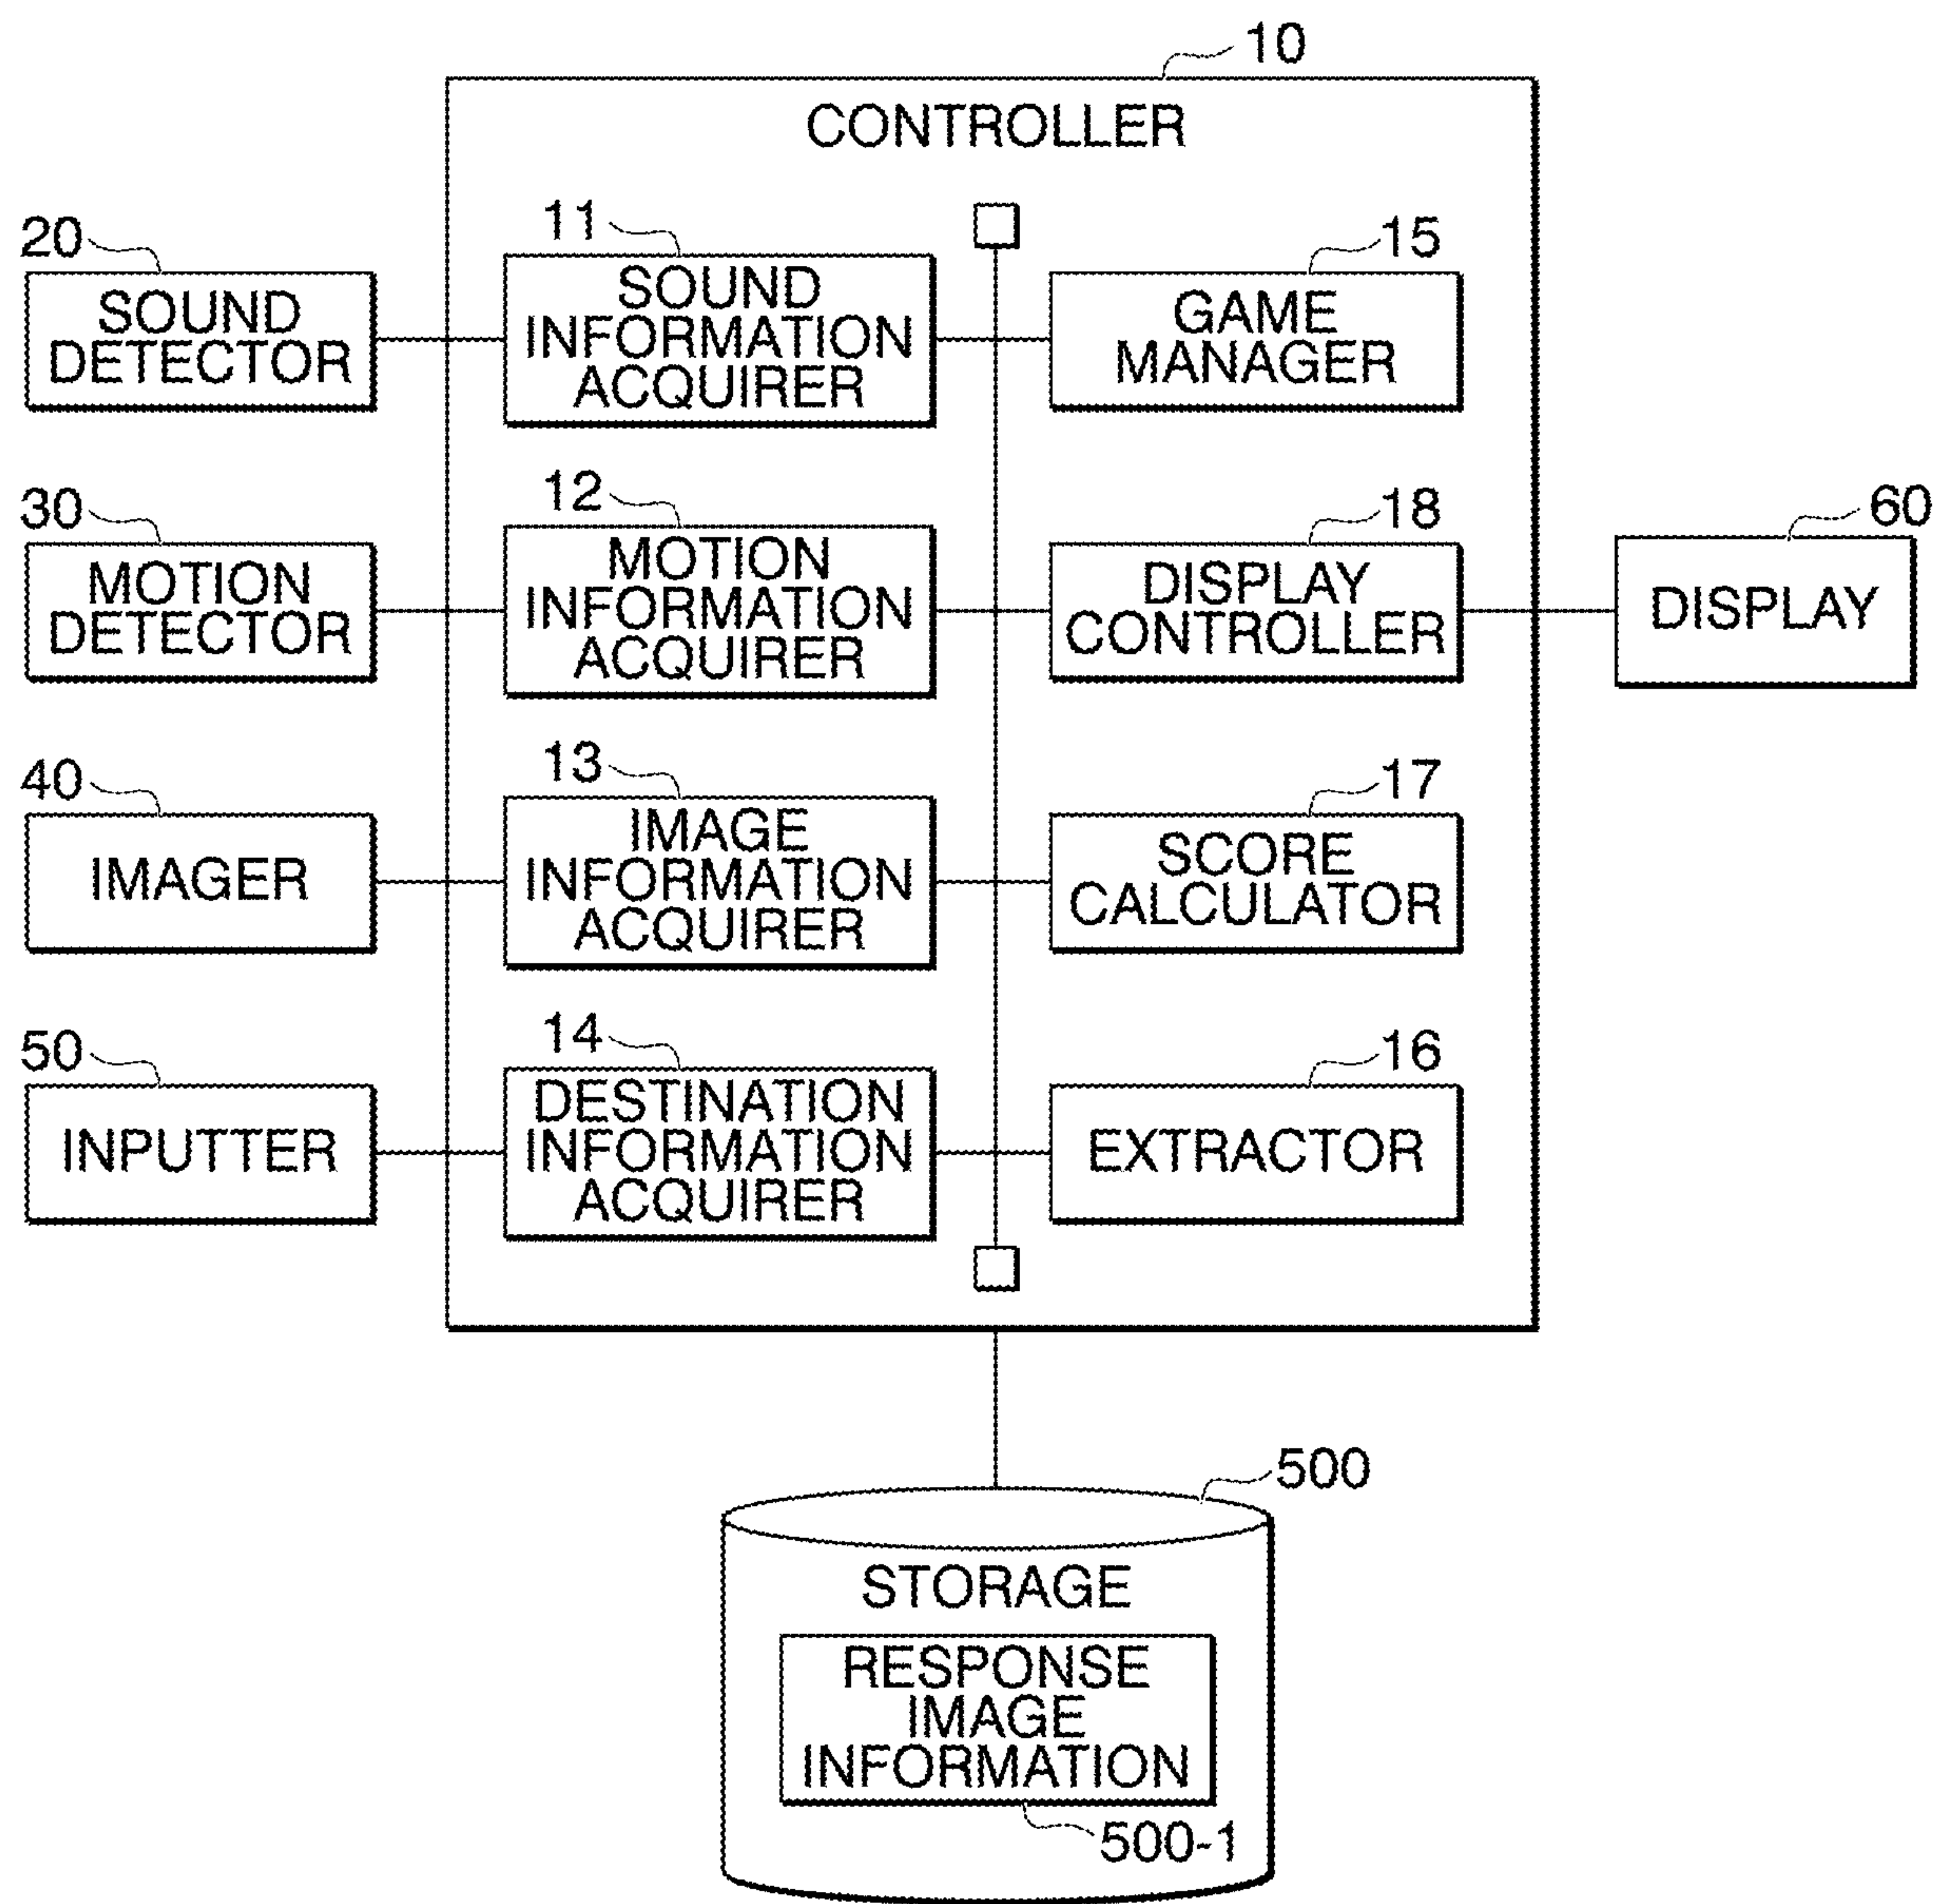 10
CONTROLLER
20
SOUND
DETECTOR
11
SOUND
INFORMATION
ACQUIRER
15
GAME
MANAGER
30
MOTION
DETECTOR
12
MOTION
INFORMATION
ACQUIRER
18
DISPLAY
CONTROLLER
60
DISPLAY
40
IMAGER
13
IMAGE
INFORMATION
ACQUIRER
17
SCORE
CALCULATOR
50
INPUTTER
14
DESTINATION
INFORMATION
ACQUIRER
16
EXTRACTOR
500
STORAGE
RESPONSE
IMAGE
INFORMATION
500-1